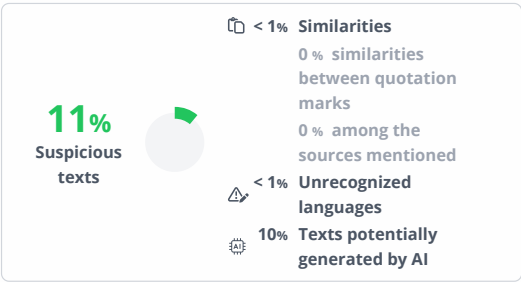 11%
Suspicious
texts
< 1% Similarities
0 % similarities
between quotation
marks
0 % among the
sources mentioned
< 1% Unrecognized
languages
AI
10% Texts potentially
generated by AI